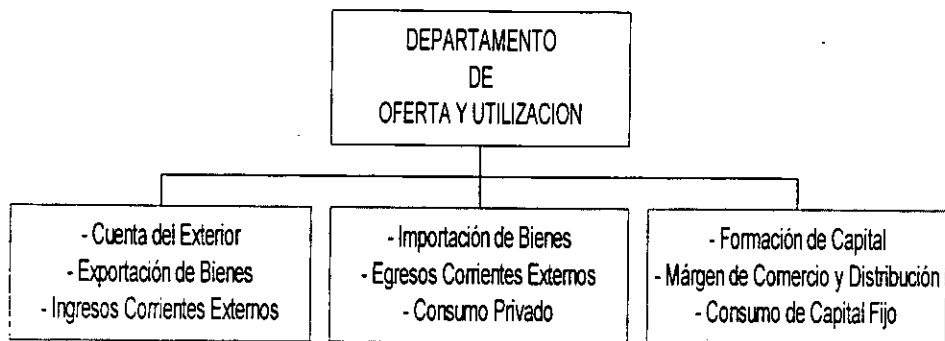 DEPARTAMENTO
DE
OFERTA Y UTILIZACION
- Cuenta del Exterior
- Exportación de Bienes
- Ingresos Corrientes Externos
- Importación de Bienes
- Egresos Corrientes Externos
- Consumo Privado
- Formación de Capital
- Márgen de Comercio y Distribución
- Consumo de Capital Fijo